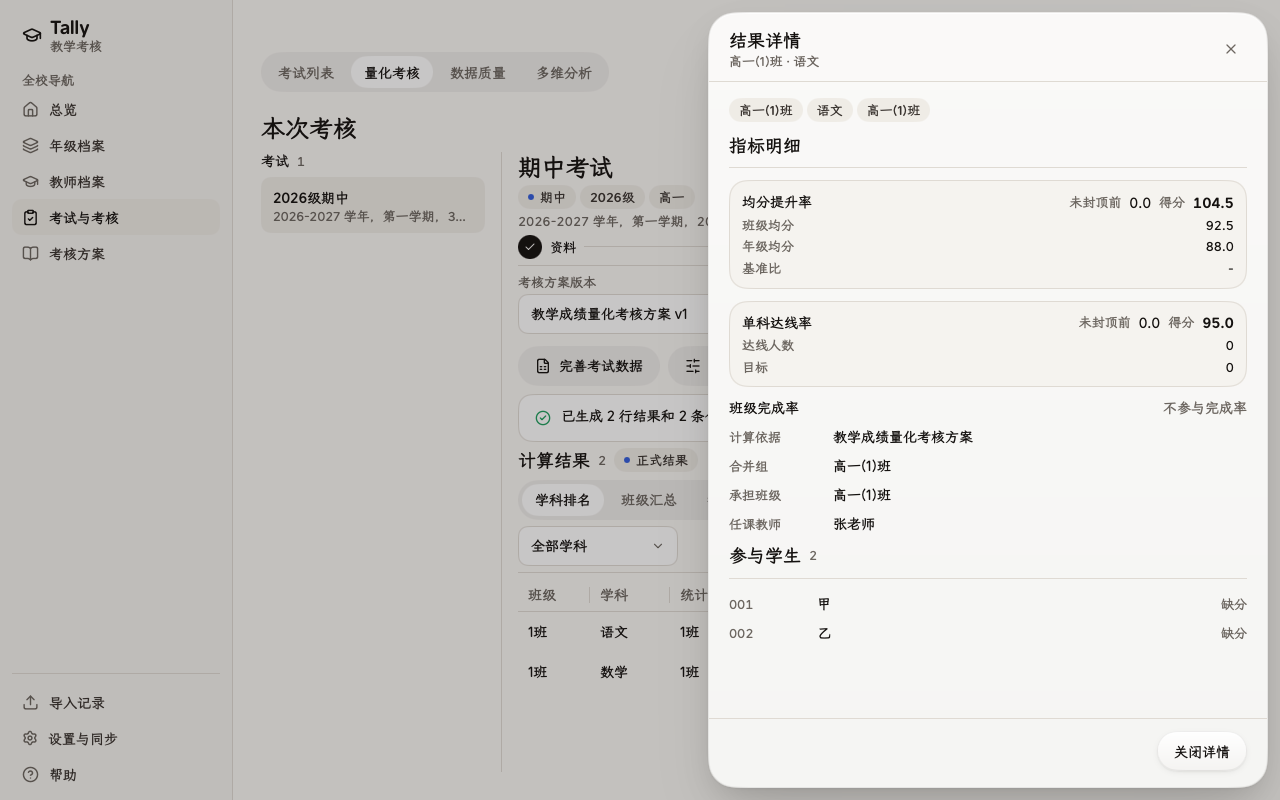 Tally
教学考核
全校导航
总览
年级档案
教师档案
考试与考核
考核方案
导入记录
设置与同步
帮助
考试列表
量化考核
数据质量
多维分析
本次考核
考试 1
2026级期中
2026-2027 学年，第一学期，3...
期中考试
期中
2026级
高一
2026-2027 学年，第一学期，20
资料
考核方案版本
教学成绩量化考核方案 v1
完善考试数据
已生成 2 行结果和 2 条
计算结果 2 正式结果
学科排名
班级汇总
全部学科
班级 学科 统计
1班 语文 1班
1班 数学 1班
结果详情
高一(1)班 · 语文
高一(1)班 语文 高一(1)班
指标明细
均分提升率 未封顶前 0.0 得分 104.5
班级均分 92.5
年级均分 88.0
基准比 -
单科达线率 未封顶前 0.0 得分 95.0
达线人数 0
目标 0
班级完成率 不参与完成率
计算依据 教学成绩量化考核方案
合并组 高一(1)班
承担班级 高一(1)班
任课教师 张老师
参与学生 2
001 甲 缺分
002 乙 缺分
关闭详情